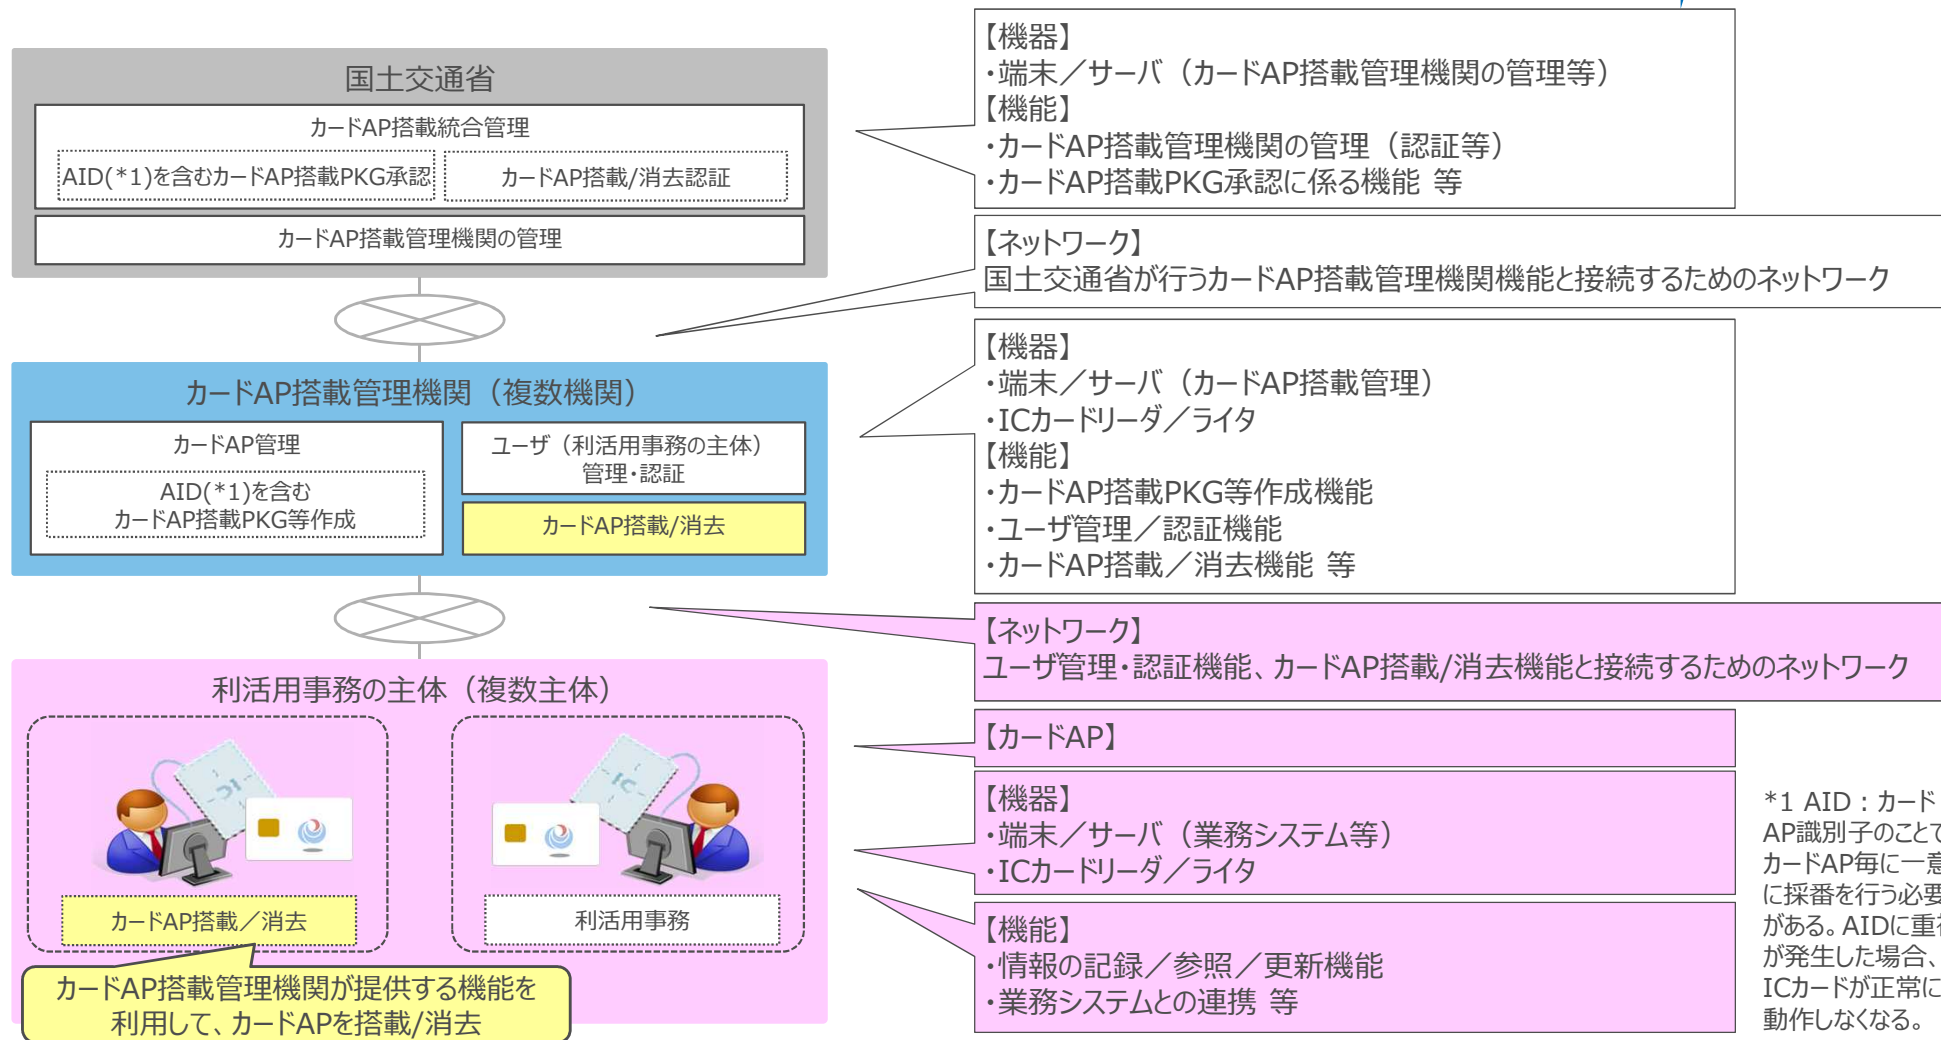 国土交通省
カードAP搭載統合管理
AID(*1)を含むカードAP搭載PKG承認
カードAP搭載/消去認証
カードAP搭載管理機関の管理
カードAP搭載管理機関（複数機関）
カードAP管理
AID(*1)を含む
カードAP搭載PKG等作成
ユーザ（利活用事務の主体）
管理・認証
カードAP搭載/消去
利活用事務の主体（複数主体）
IC
IC
カードAP搭載／消去
利活用事務
カードAP搭載管理機関が提供する機能を
利用して、カードAPを搭載/消去
【機器】
・端末／サーバ（カードAP搭載管理機関の管理等）
【機能】
・カードAP搭載管理機関の管理（認証等）
・カードAP搭載PKG承認に係る機能 等
【ネットワーク】
国土交通省が行うカードAP搭載管理機関機能と接続するためのネットワーク
【機器】
・端末／サーバ（カードAP搭載管理）
・ICカードリーダ／ライタ
【機能】
・カードAP搭載PKG等作成機能
・ユーザ管理／認証機能
・カードAP搭載／消去機能 等
【ネットワーク】
ユーザ管理・認証機能、カードAP搭載/消去機能と接続するためのネットワーク
【カードAP】
【機器】
・端末／サーバ（業務システム等）
・ICカードリーダ／ライタ
【機能】
・情報の記録／参照／更新機能
・業務システムとの連携 等
*1 AID：カード
AP識別子のことで
カードAP毎に一意
に採番を行う必要
がある。AIDに重
が発生した場合、
ICカードが正常に
動作しなくなる。